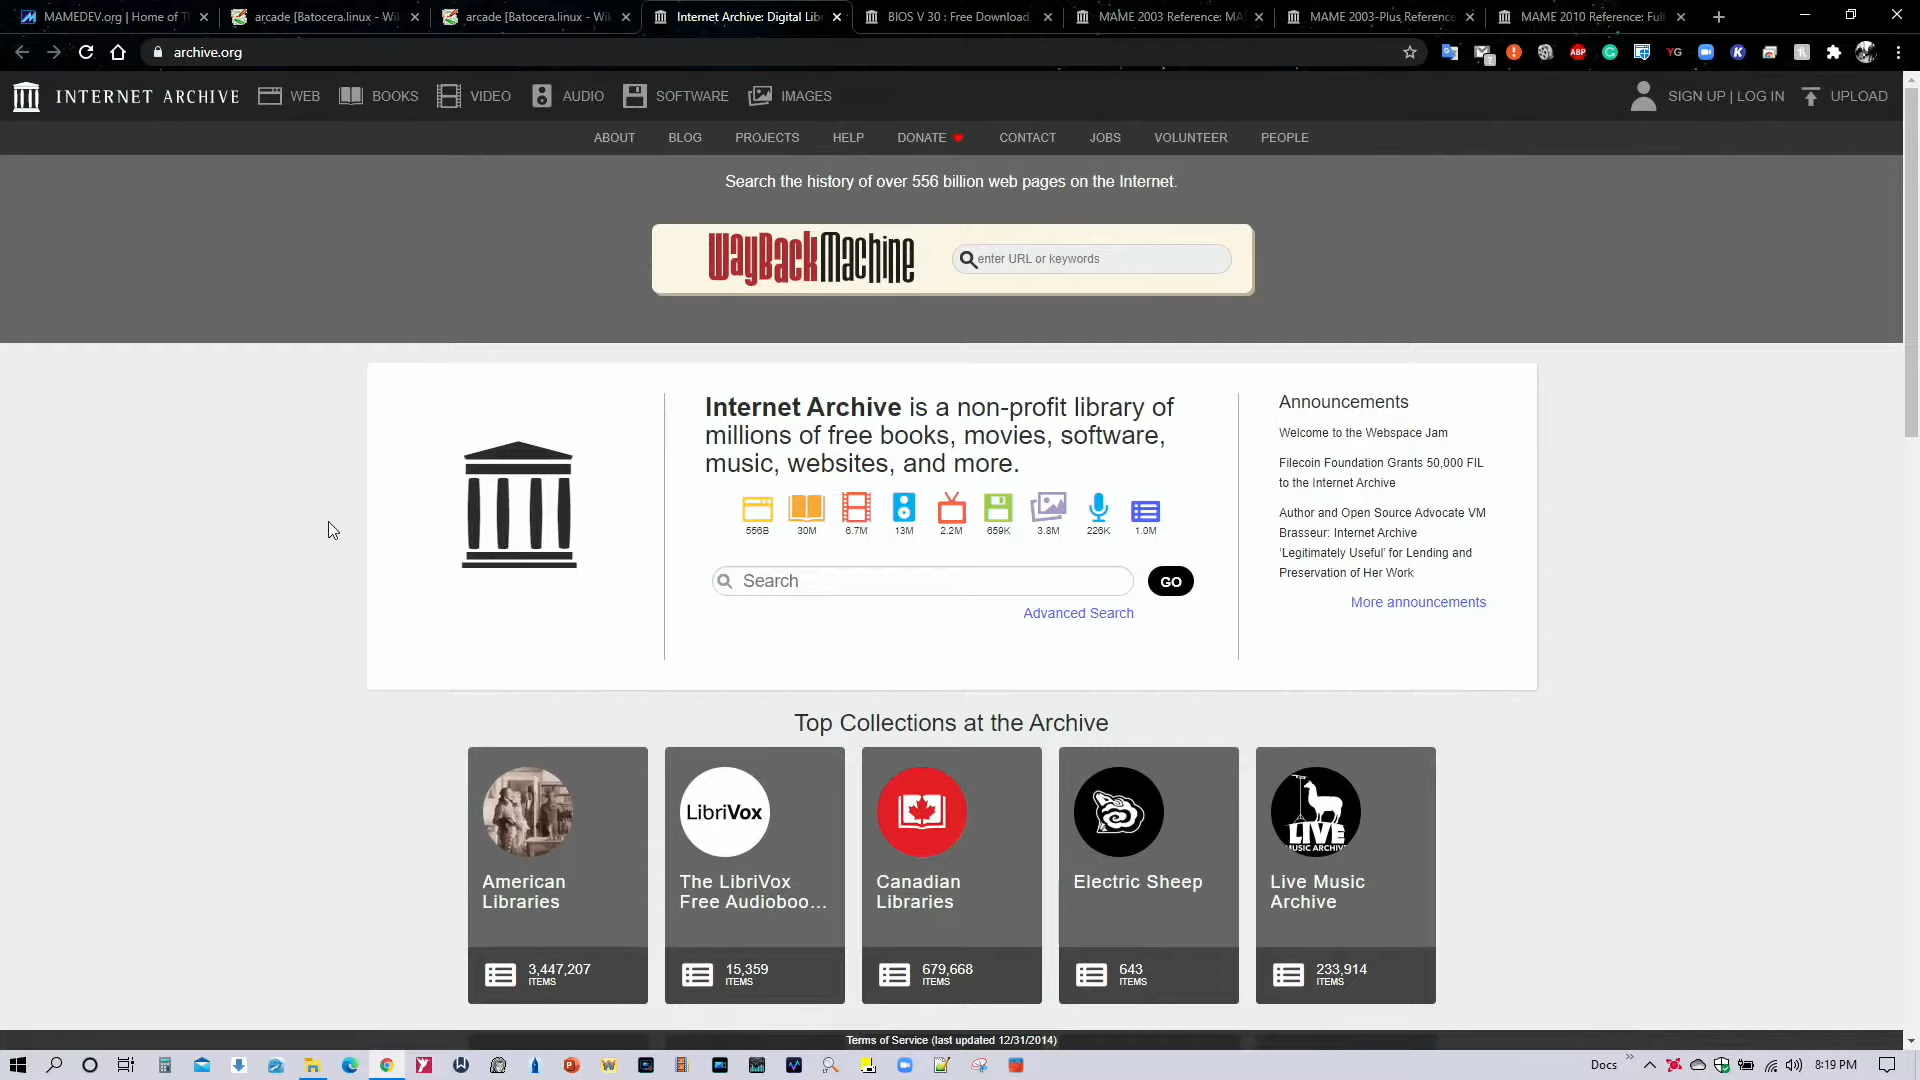 MAMEDEV.org | Home of T
arcade [Batocera.linux - Wi
arcade [Batocera.linux - Wi
Internet Archive: Digital Lib
BIOS V 30 : Free Download
MAME 2003 Reference: MA
MAME 2003-Plus Reference
MAME 2010 Reference: Full
archive.org
ABP
YG
INTERNET ARCHIVE
WEB
BOOKS
VIDEO
AUDIO
SOFTWARE
IMAGES
SIGN UP | LOG IN
UPLOAD
ABOUT
BLOG
PROJECTS
HELP
DONATE
CONTACT
JOBS
VOLUNTEER
PEOPLE
Search the history of over 556 billion web pages on the Internet.
WayBackMachine
enter URL or keywords
Internet Archive is a non-profit library of
millions of free books, movies, software,
music, websites, and more.
556B
30M
6.7M
13M
2.2M
659K
3.8M
226K
1.0M
Search
GO
Advanced Search
Announcements
Welcome to the Webspace Jam
Filecoin Foundation Grants 50,000 FIL
to the Internet Archive
Author and Open Source Advocate VM
Brasseur: Internet Archive
‘Legitimately Useful’ for Lending and
Preservation of Her Work
More announcements
Top Collections at the Archive
LibriVox
LIVE
MUSIC ARCHIVE
American
Libraries
The LibriVox
Free Audioboo...
Canadian
Libraries
Electric Sheep
Live Music
Archive
3,447,207
ITEMS
15,359
ITEMS
679,668
ITEMS
643
ITEMS
233,914
ITEMS
Terms of Service (last updated 12/31/2014)
Docs
8:19 PM